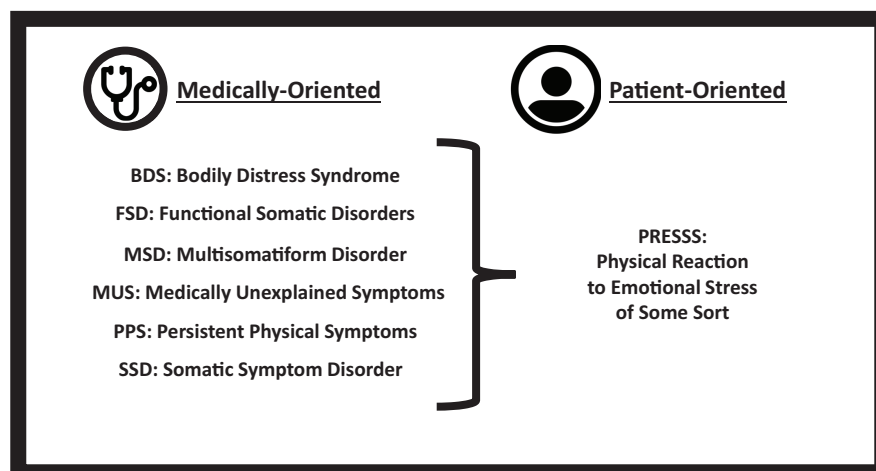 Medically-Oriented
BDS: Bodily Distress Syndrome
FSD: Functional Somatic Disorders
MSD: Multisomatiform Disorder
MUS: Medically Unexplained Symptoms
PPS: Persistent Physical Symptoms
SSD: Somatic Symptom Disorder
Patient-Oriented
PRESSS:
Physical Reaction
to Emotional Stress
of Some Sort